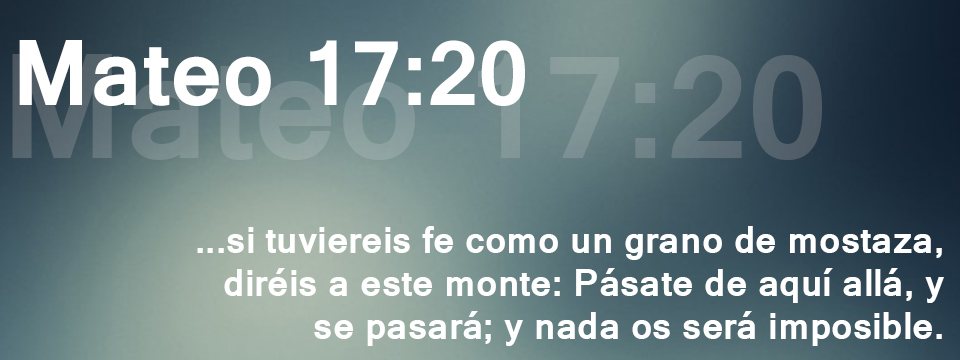 Mateo 17:20
Mateo 17:20
...si tuviereis fe como un grano de mostaza,
diréis a este monte: Pásate de aquí allá, y
se pasará; y nada os será imposible.